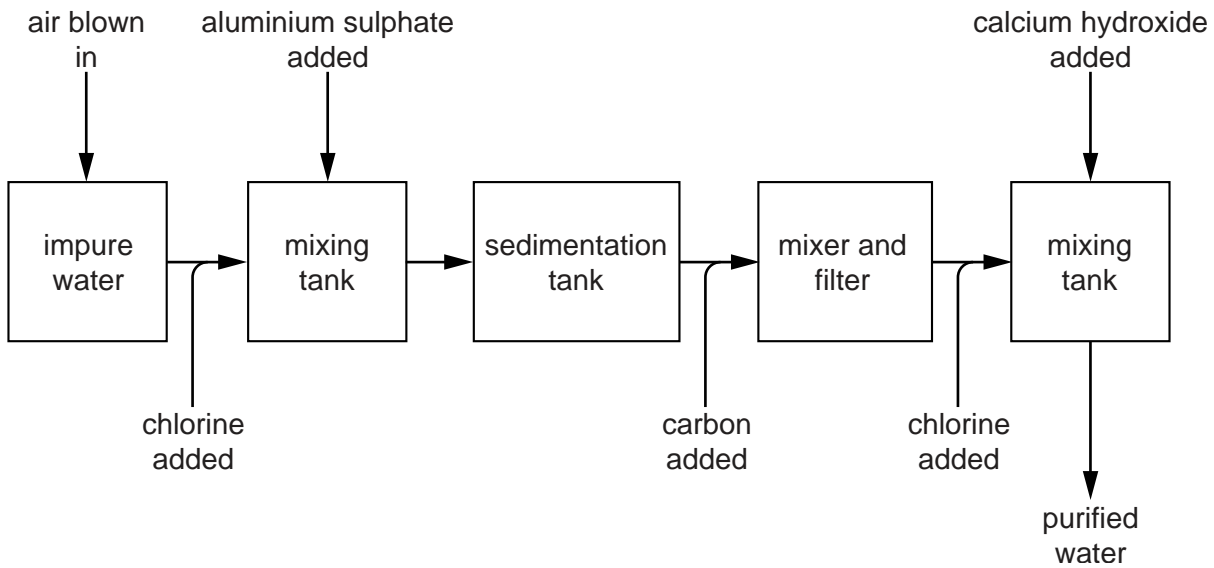 air blown
in
aluminium sulphate
added
calcium hydroxide
added
impure
water
mixing
tank
sedimentation
tank
mixer and
filter
mixing
tank
chlorine
added
carbon
added
chlorine
added
purified
water